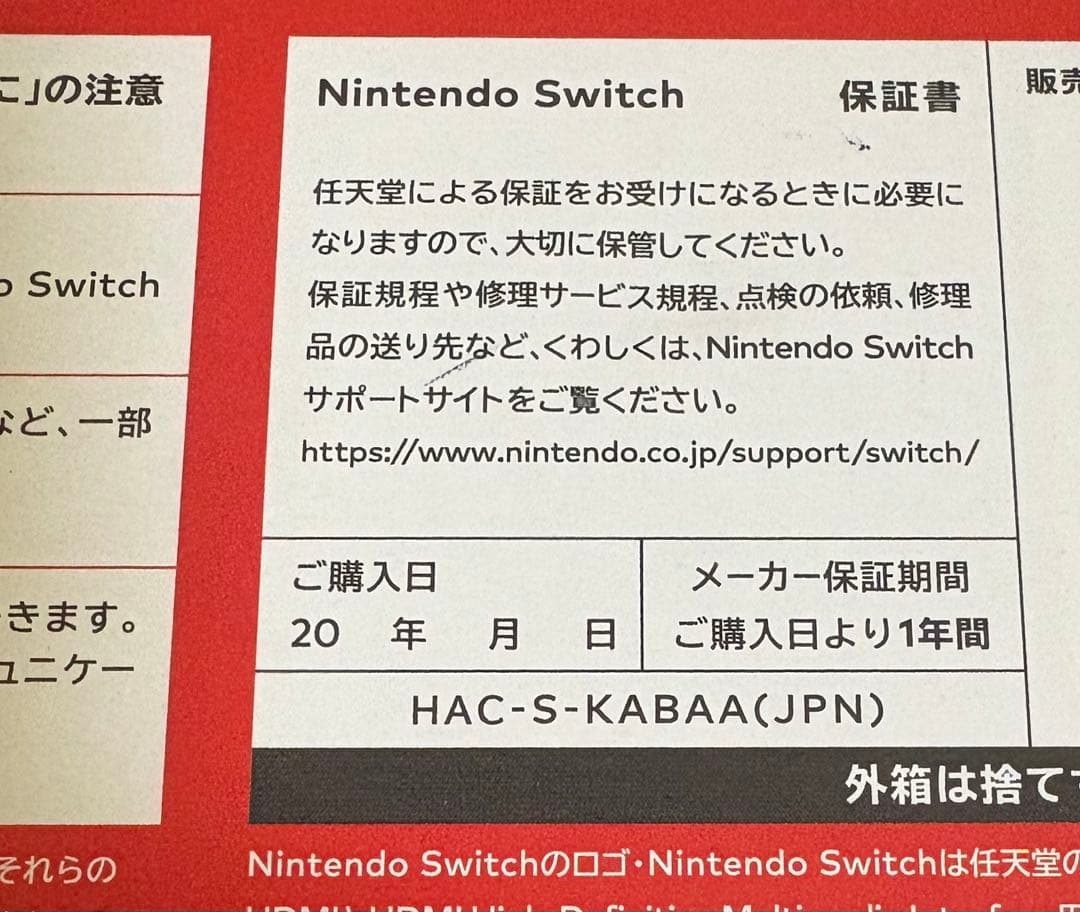 こ」の注意
Switch
など、一部
きます。
ュニケー
それらの
Nintendo Switch 保証書
任天堂による保証をお受けになるときに必要に
なりますので、大切に保管してください。
保証規程や修理サービス規程、点検の依頼、修理
品の送り先など、くわしくは、Nintendo Switch
サポートサイトをご覧ください。
https://www.nintendo.co.jp/support/switch/
ご購入日
20 年 月 日
メーカー保証期間
ご購入日より1年間
HAC-S-KABAA(JPN)
販売
外箱は捨て
Nintendo Switchのロゴ・Nintendo Switchは任天堂の